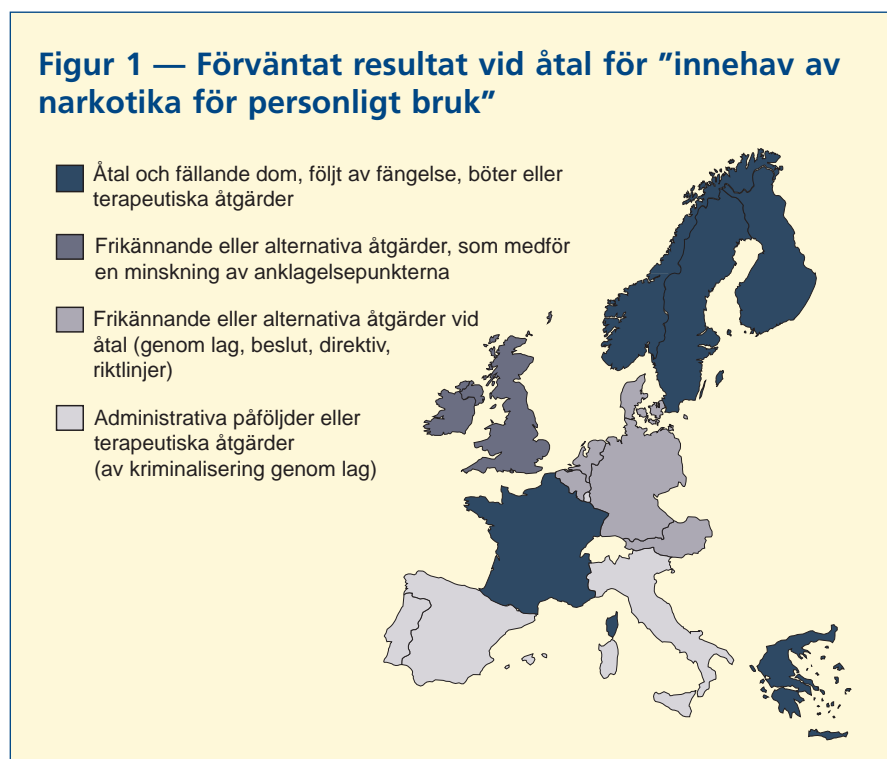 Figur 1 — Förväntat resultat vid åtal för ”innehav av
narkotika för personligt bruk”
Åtal och fällande dom, följt av fängelse, böter eller
terapeutiska åtgärder
Frikännande eller alternativa åtgärder, som medför
en minskning av anklagelsepunkterna
Frikännande eller alternativa åtgärder vid
åtal (genom lag, beslut, direktiv,
riktlinjer)
Administrativa påföljder eller
terapeutiska åtgärder
(av kriminalisering genom lag)